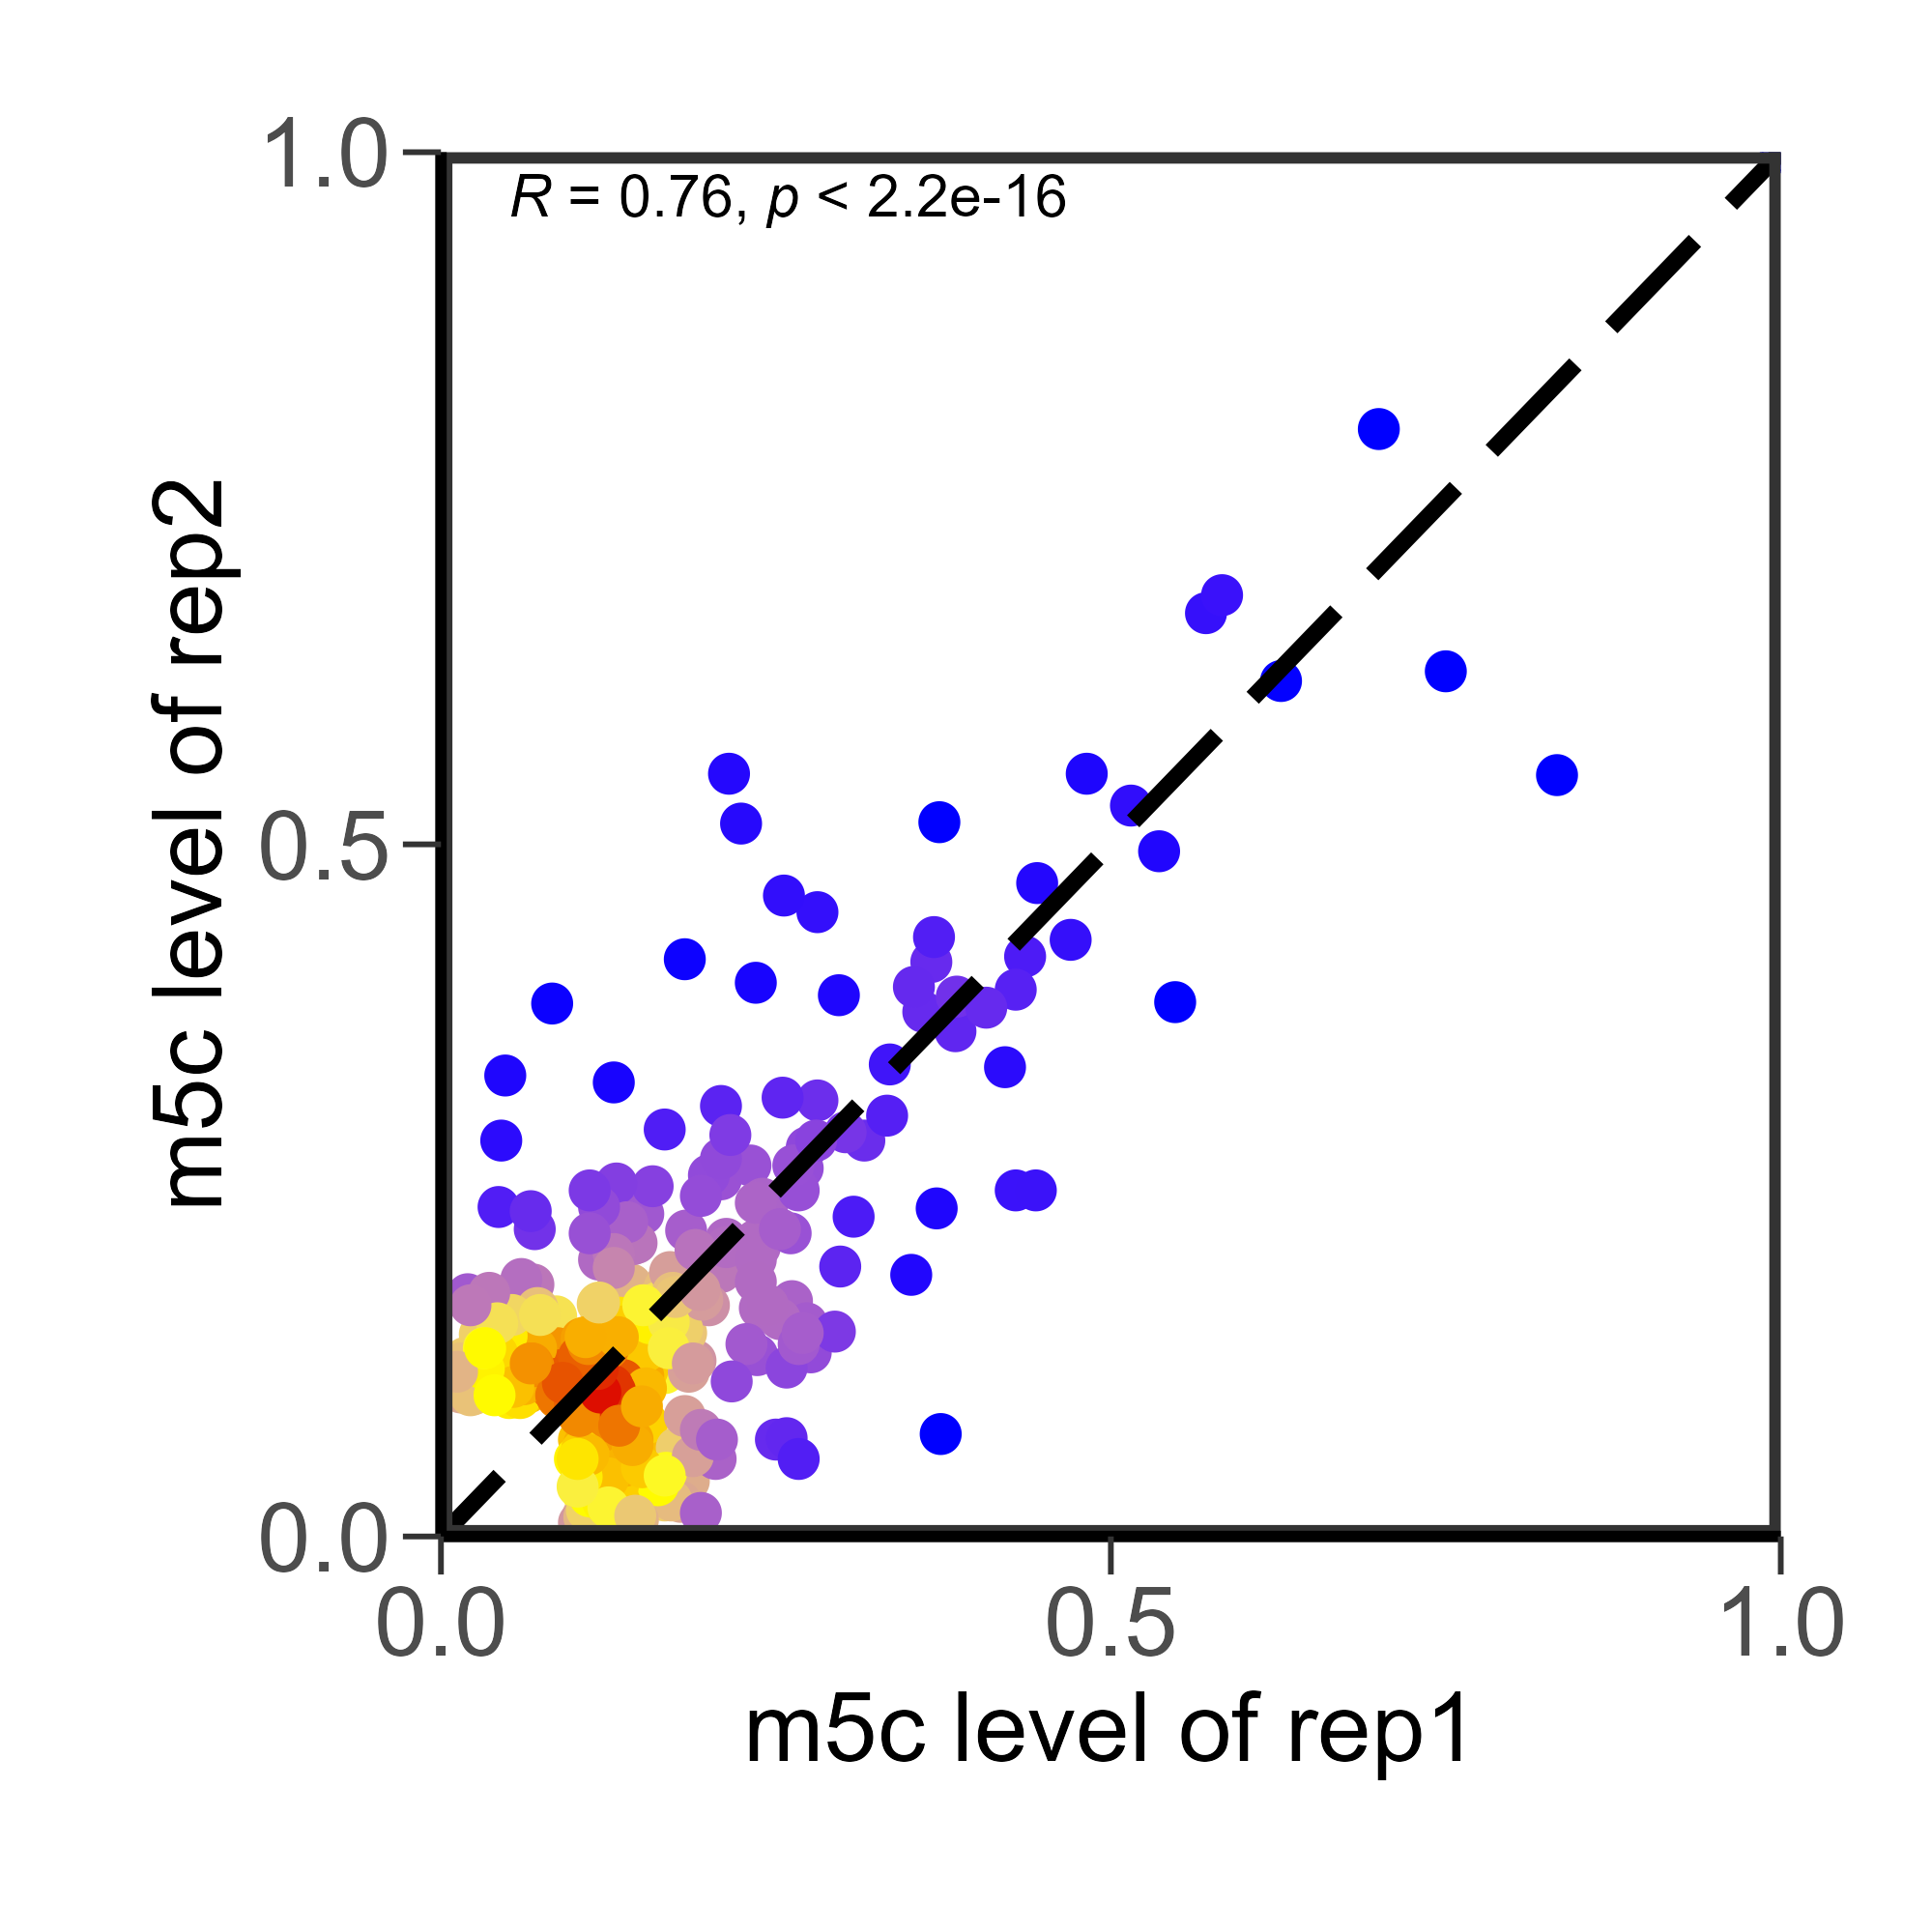 R = 0.76, p < 2.2e-16
1.0
0.5
0.0
m5c level of rep2
0.0 0.5 1.0
m5c level of rep1